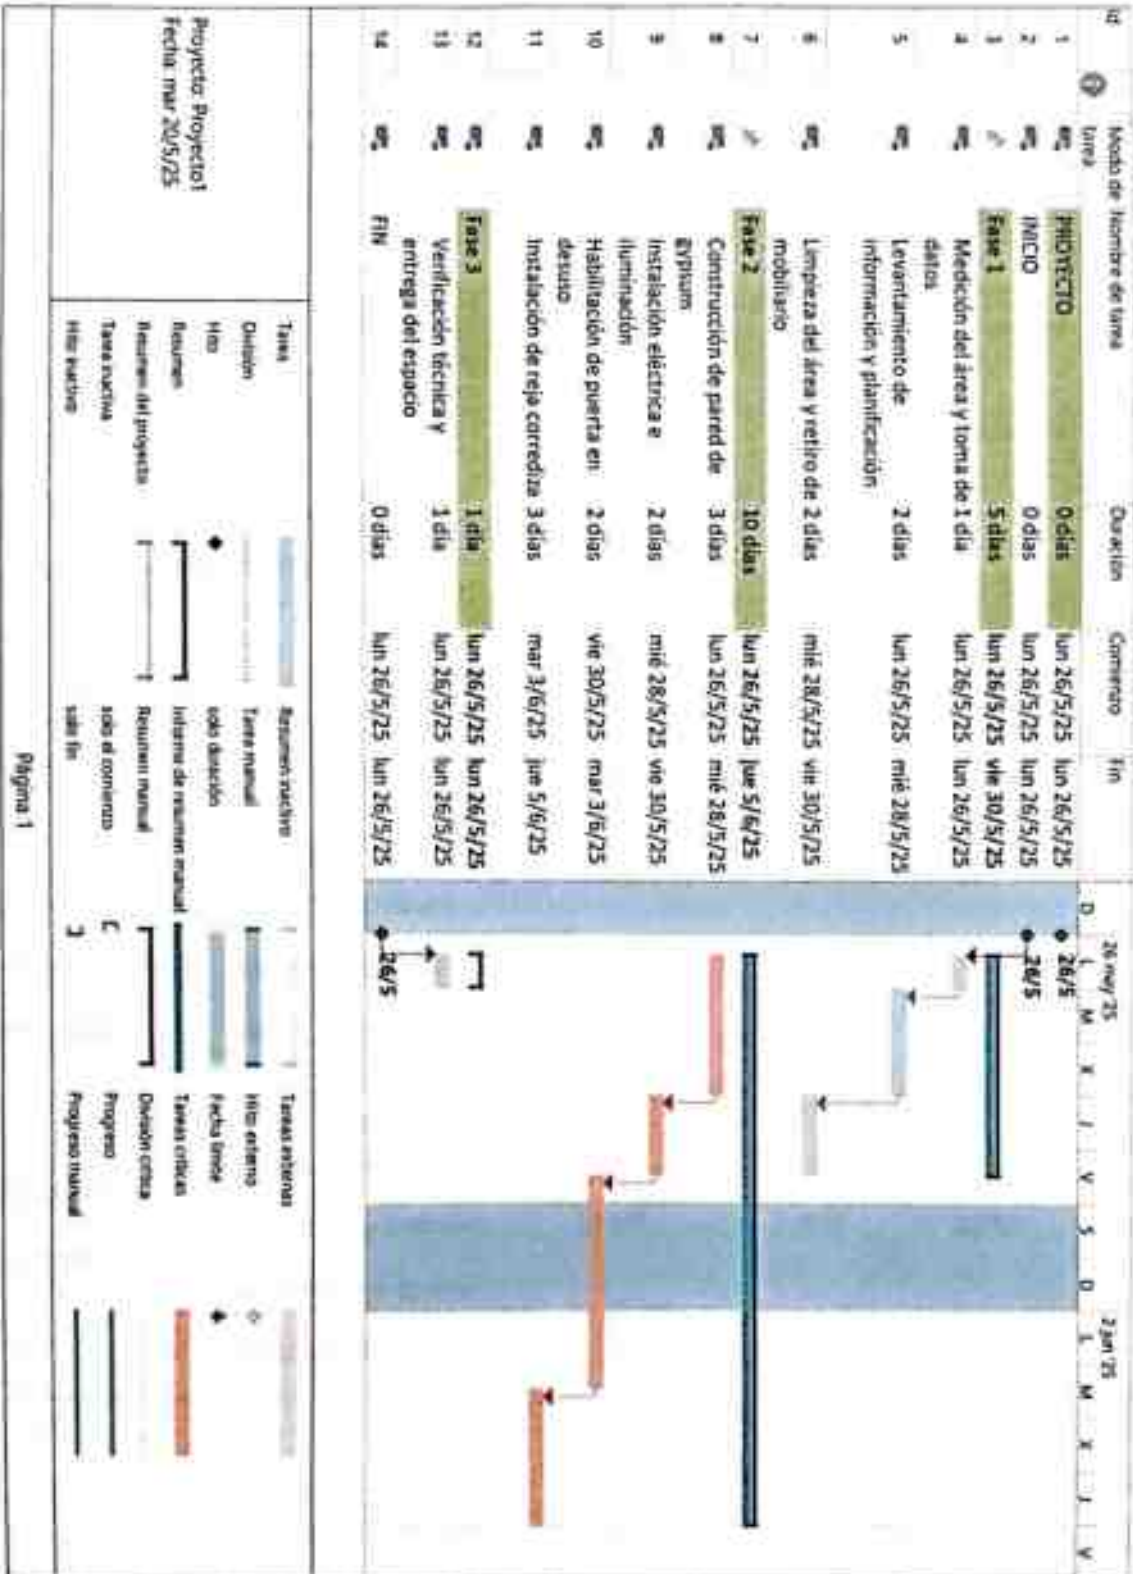 Id
Modo de tarea
Nombre de tarea
Duración
Comienzo
Fin
26 may '25
2 jun '25
D L M X J V S D L M X J V
1 PROYECTO 0 días lun 26/5/25 lun 26/5/25
26/5
2 INICIO 0 días lun 26/5/25 lun 26/5/25
26/5
3 Fase 1 5 días lun 26/5/25 vie 30/5/25
4 Medición del área y toma de 1 día lun 26/5/25 lun 26/5/25
datos
5 Levantamiento de 2 días lun 26/5/25 mié 28/5/25
información y planificación
6 Limpieza del área y retiro de 2 días mié 28/5/25 vie 30/5/25
mobiliario
7 Fase 2 10 días lun 26/5/25 jue 5/6/25
8 Construcción de pared de 3 días lun 26/5/25 mié 28/5/25
gypsum
9 Instalación eléctrica e 2 días mié 28/5/25 vie 30/5/25
iluminación
10 Habilitación de puerta en 2 días vie 30/5/25 mar 3/6/25
desuso
11 Instalación de reja corrediza 3 días mar 3/6/25 jue 5/6/25
12 Fase 3 1 día lun 26/5/25 lun 26/5/25
13 Verificación técnica y 1 día lun 26/5/25 lun 26/5/25
entrega del espacio
14 FIN 0 días lun 26/5/25 lun 26/5/25
26/5
Proyecto: Proyecto1
Fecha: mar 20/5/25
Tarea
División
Hito
Resumen
Resumen del proyecto
Tarea inactiva
Hito inactivo
Resumen inactivo
Tarea manual
solo duración
Informe de resumen manual
Resumen manual
solo el comienzo
solo fin
Tareas externas
Hito externo
Fecha límite
Tareas críticas
División crítica
Progreso
Progreso manual
Página 1